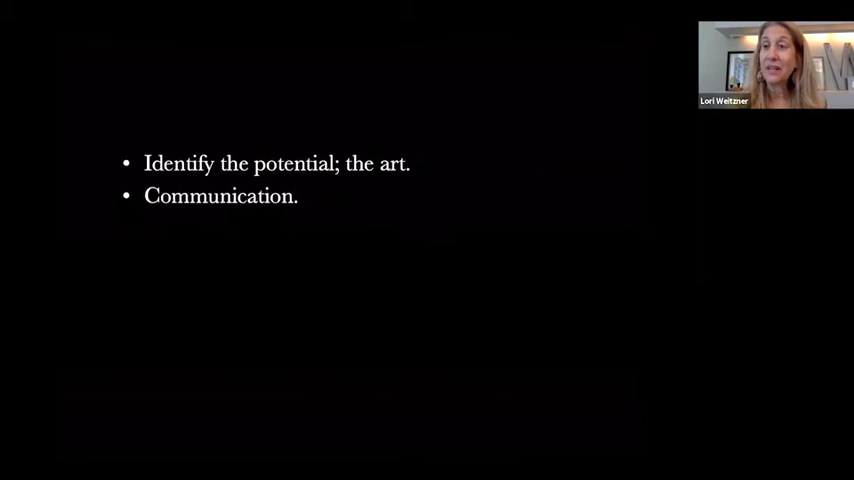 • Identify the potential; the art.
• Communication.
W
Lori Weitzner